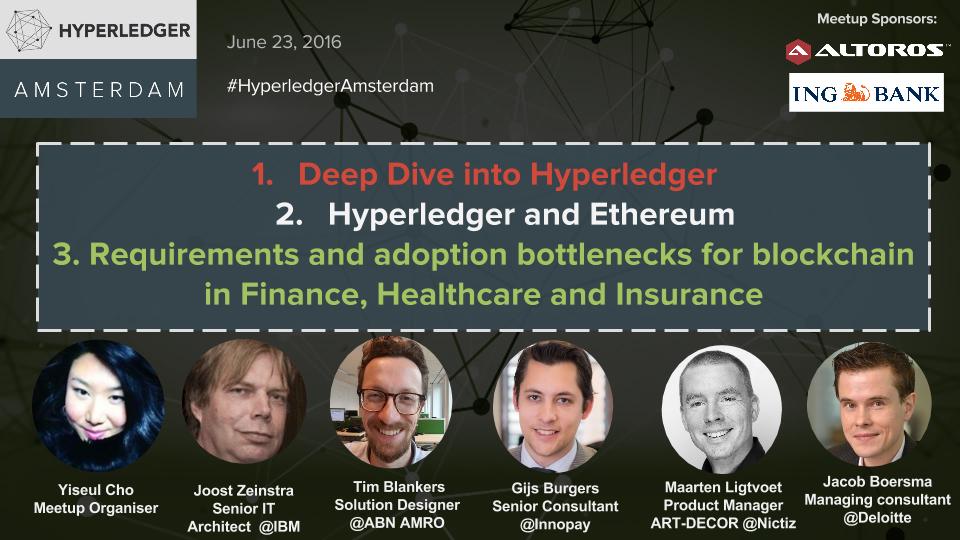 HYPERLEDGER
AMSTERDAM
June 23, 2016
#HyperledgerAmsterdam
Meetup Sponsors:
ALTOROS
ING BANK
1. Deep Dive into Hyperledger
2. Hyperledger and Ethereum
3. Requirements and adoption bottlenecks for blockchain
in Finance, Healthcare and Insurance
Yiseul Cho
Meetup Organiser
Joost Zeinstra
Senior IT
Architect @IBM
Tim Blankers
Solution Designer
@ABN AMRO
Gijs Burgers
Senior Consultant
@Innopay
Maarten Ligtvoet
Product Manager
ART-DECOR @Nictiz
Jacob Boersma
Managing consultant
@Deloitte